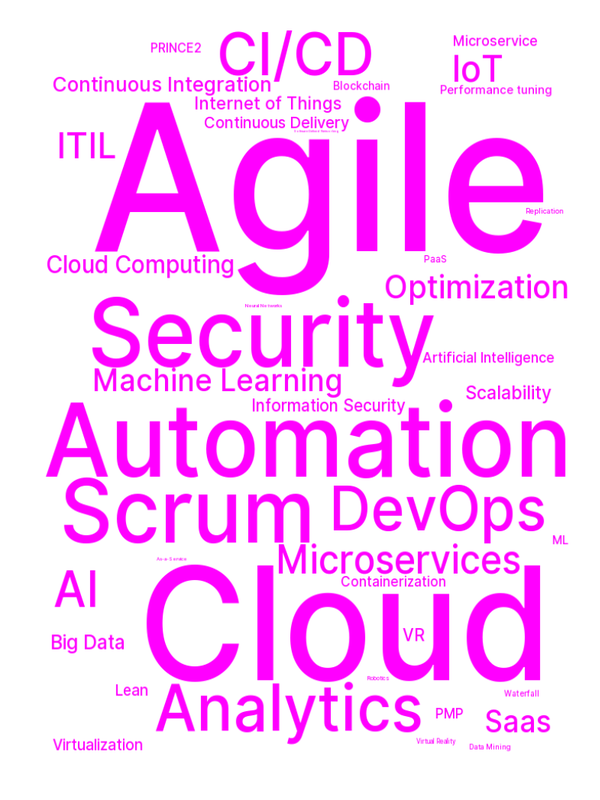 PRINCE2
CI/CD
Microservice
IoT
Continuous Integration
Blockchain
Performance tuning
Internet of Things
Continuous Delivery
ITIL
Agile
Replication
Cloud Computing
PaaS
Optimization
Security
Artificial Intelligence
Machine Learning
Scalability
Information Security
Automation
Scrum
DevOps
ML
Microservices
AI
Containerization
Cloud
VR
Big Data
Robotics
Lean
Analytics
Waterfall
PMP
Saas
Virtualization
Virtual Reality
Data Mining